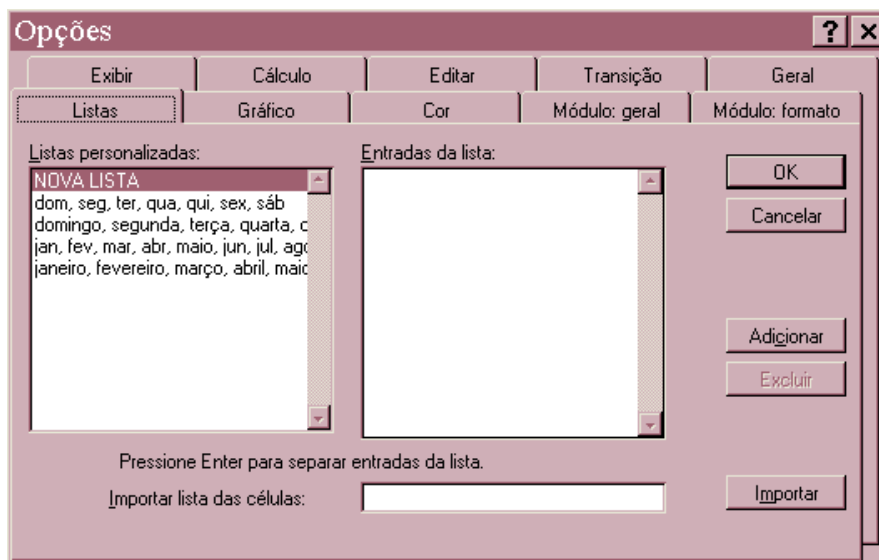 Opções
Exibir Cálculo Editar Transição Geral
Listas Gráfico Cor Módulo: geral Módulo: formato
Listas personalizadas: Entradas da lista:
NOVA LISTA
dom, seg, ter, qua, qui, sex, sáb
domingo, segunda, terça, quarta,
jan, fev, mar, abr, maio, jun, jul, ago
janeiro, fevereiro, março, abril, maio
OK
Cancelar
Adicionar
Excluir
Pressione Enter para separar entradas da lista.
Importar lista das células:
Importar